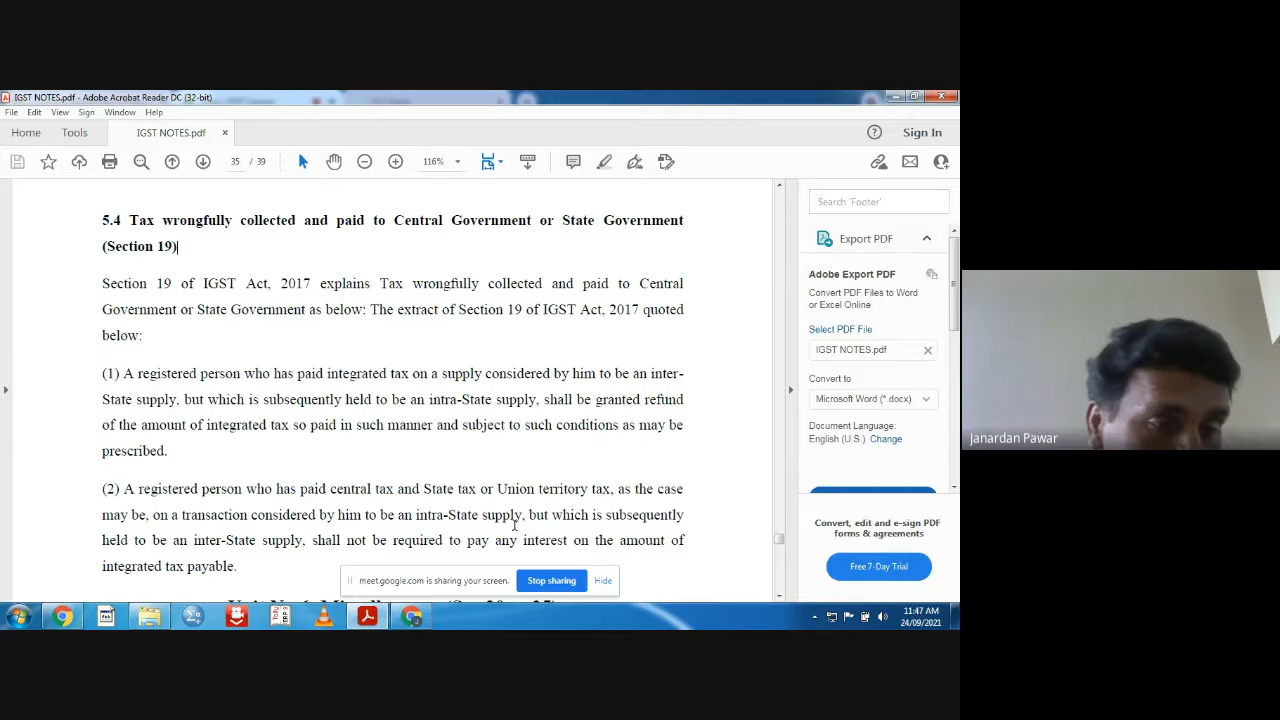 IGST NOTES.pdf - Adobe Acrobat Reader DC (32-bit)
File Edit View Sign Window Help
Home Tools IGST NOTES.pdf × Sign In
35 / 39 116%
5.4 Tax wrongfully collected and paid to Central Government or State Government
(Section 19)
Section 19 of IGST Act, 2017 explains Tax wrongfully collected and paid to Central
Government or State Government as below: The extract of Section 19 of IGST Act, 2017 quoted
below:
(1) A registered person who has paid integrated tax on a supply considered by him to be an inter-
State supply, but which is subsequently held to be an intra-State supply, shall be granted refund
of the amount of integrated tax so paid in such manner and subject to such conditions as may be
prescribed.
(2) A registered person who has paid central tax and State tax or Union territory tax, as the case
may be, on a transaction considered by him to be an intra-State supply, but which is subsequently
held to be an inter-State supply, shall not be required to pay any interest on the amount of
integrated tax payable.
Search 'Footer'
Export PDF
Adobe Export PDF
Convert PDF Files to Word
or Excel Online
Select PDF File
IGST NOTES.pdf
Convert to
Microsoft Word (*.docx)
Document Language:
English (U.S.) Change
Convert, edit and e-sign PDF
forms & agreements
Free 7-Day Trial
meet.google.com is sharing your screen. Stop sharing Hide
11:47 AM
24/09/2021
Janardan Pawar